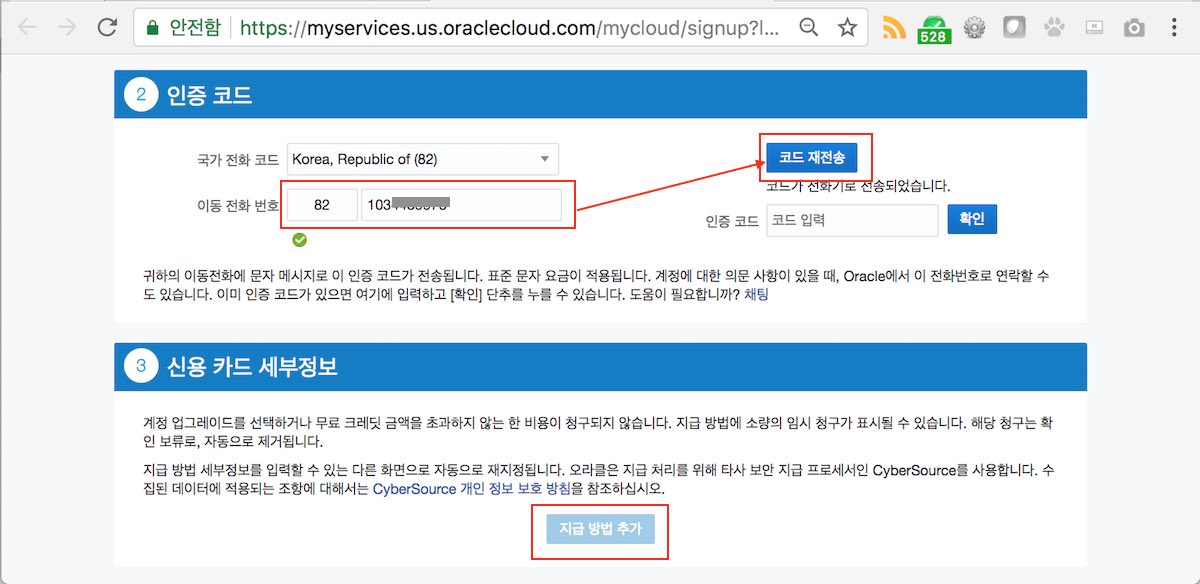 안전함 https://myservices.us.oraclecloud.com/mycloud/signup?l...
528
2 인증 코드
국가 전화 코드 Korea, Republic of (82)
코드 재전송
코드가 전화기로 전송되었습니다.
이동 전화 번호 82 103
인증 코드 코드 입력 확인
귀하의 이동전화에 문자 메시지로 이 인증 코드가 전송됩니다. 표준 문자 요금이 적용됩니다. 계정에 대한 의문 사항이 있을 때, Oracle에서 이 전화번호로 연락할 수
도 있습니다. 이미 인증 코드가 있으면 여기에 입력하고 [확인] 단추를 누를 수 있습니다. 도움이 필요합니까? 채팅
3 신용 카드 세부정보
계정 업그레이드를 선택하거나 무료 크레딧 금액을 초과하지 않는 한 비용이 청구되지 않습니다. 지급 방법에 소량의 임시 청구가 표시될 수 있습니다. 해당 청구는 확
인 보류로, 자동으로 제거됩니다.
지급 방법 세부정보를 입력할 수 있는 다른 화면으로 자동으로 재지정됩니다. 오라클은 지급 처리를 위해 타사 보안 지급 프로세서인 CyberSource를 사용합니다. 수
집된 데이터에 적용되는 조항에 대해서는 CyberSource 개인 정보 보호 방침을 참조하십시오.
지급 방법 추가